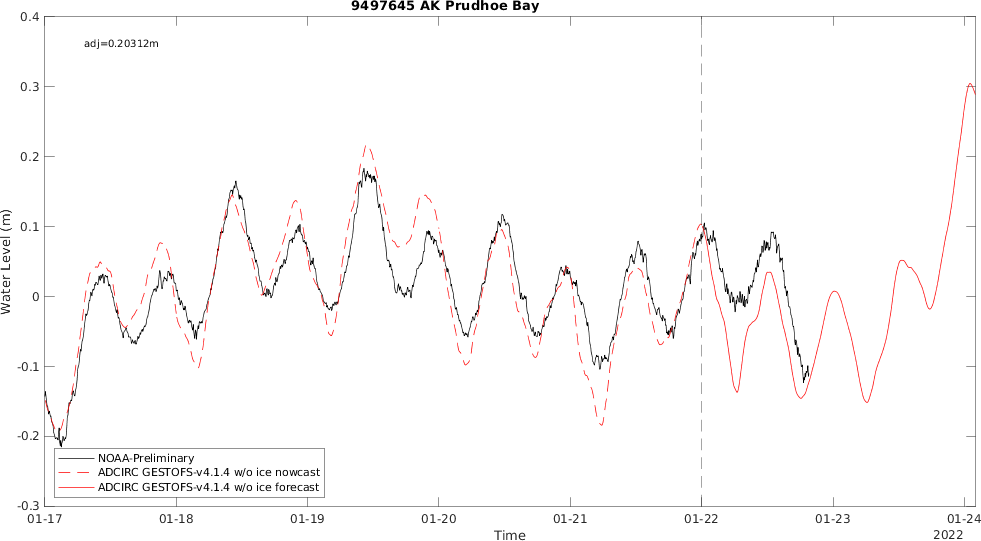 9497645 AK Prudhoe Bay
adj=0.20312m
Water Level (m)
0.4
0.3
0.2
0.1
0
-0.1
-0.2
-0.3
NOAA-Preliminary
ADCIRC GESTOFS-v4.1.4 w/o ice nowcast
ADCIRC GESTOFS-v4.1.4 w/o ice forecast
01-17 01-18 01-19 01-20 01-21 01-22 01-23 01-24
Time
2022